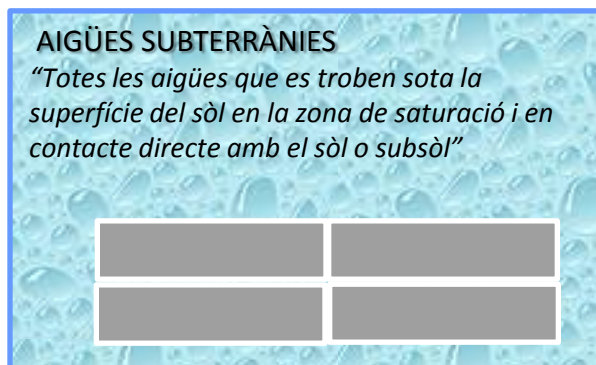 AIGÜES SUBTERRÀNIES
“Totes les aigües que es troben sota la
superfície del sòl en la zona de saturació i en
contacte directe amb el sòl o subsòl”